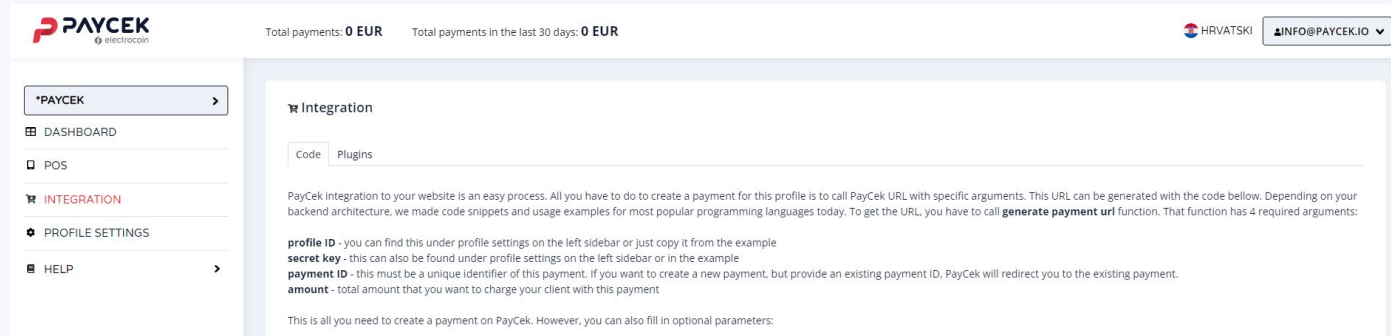 PAYCEK
electrocoin
Total payments: 0 EUR Total payments in the last 30 days: 0 EUR
HRVATSKI
INFO@PAYCEK.IO
*PAYCEK
DASHBOARD
POS
INTEGRATION
PROFILE SETTINGS
HELP
Integration
Code Plugins
PayCek integration to your website is an easy process. All you have to do to create a payment for this profile is to call PayCek URL with specific arguments. This URL can be generated with the code bellow. Depending on your
backend architecture, we made code snippets and usage examples for most popular programming languages today. To get the URL, you have to call generate payment url function. That function has 4 required arguments:
profile ID - you can find this under profile settings on the left sidebar or just copy it from the example
secret key - this can also be found under profile settings on the left sidebar or in the example
payment ID - this must be a unique identifier of this payment. If you want to create a new payment, but provide an existing payment ID, PayCek will redirect you to the existing payment.
amount - total amount that you want to charge your client with this payment
This is all you need to create a payment on PayCek. However, you can also fill in optional parameters: